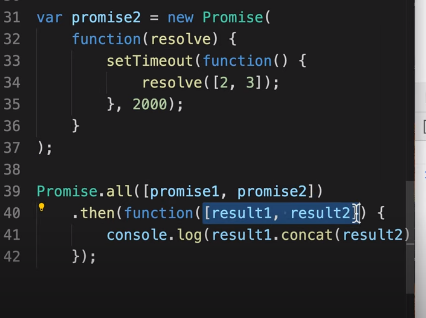 31 var promise2 = new Promise(
32 function(resolve) {
33 setTimeout(function() {
34 resolve([2, 3]);
35 }, 2000);
36 }
37 );
38
39 Promise.all([promise1, promise2])
40 .then(function([result1, result2]) {
41 console.log(result1.concat(result2)
42 });